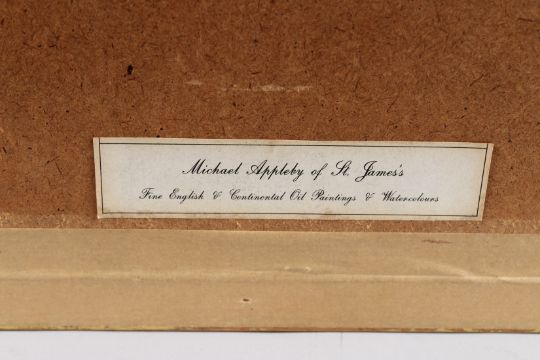 Michael Appleby of St. James's
Fine English & Continental Oil Paintings & Watercolours